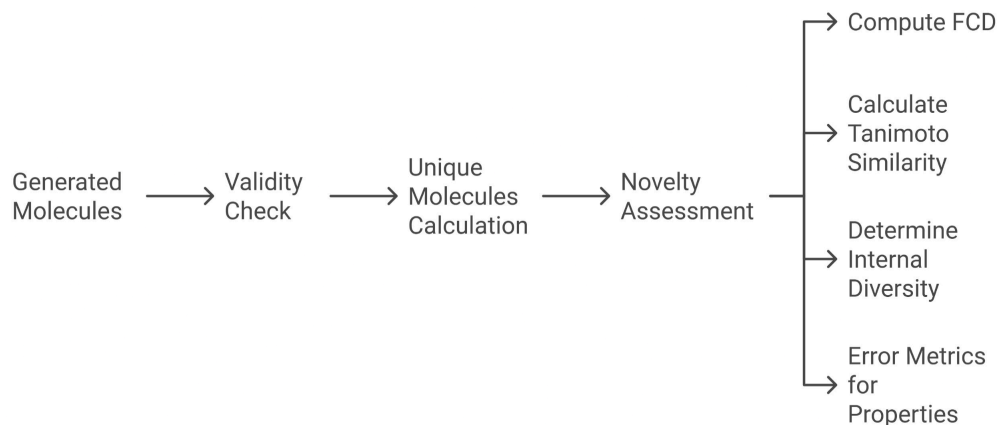 Generated
Molecules
Validity
Check
Unique
Molecules
Calculation
Novelty
Assessment
Compute FCD
Calculate
Tanimoto
Similarity
Determine
Internal
Diversity
Error Metrics
for
Properties